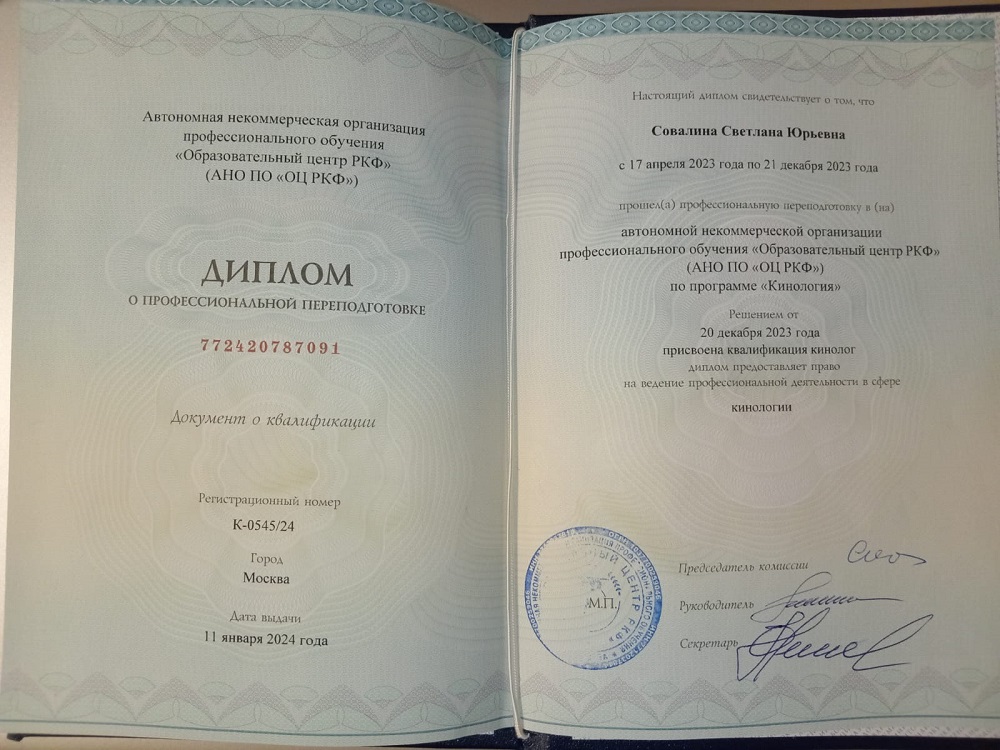 Автономная некоммерческая организация
профессионального обучения
«Образовательный центр РКФ»
(АНО ПО «ОЦ РКФ»)
ДИПЛОМ
О ПРОФЕССИОНАЛЬНОЙ ПЕРЕПОДГОТОВКЕ
772420787091
Документ о квалификации
Регистрационный номер
К-0545/24
Город
Москва
Дата выдачи
11 января 2024 года
Настоящий диплом свидетельствует о том, что
Совалина Светлана Юрьевна
с 17 апреля 2023 года по 21 декабря 2023 года
прошел(а) профессиональную переподготовку в (на)
автономной некоммерческой организации
профессионального обучения «Образовательный центр РКФ»
(АНО ПО «ОЦ РКФ»)
по программе «Кинология»
Решением от
20 декабря 2023 года
присвоена квалификация кинолог
диплом предоставляет право
на ведение профессиональной деятельности в сфере
кинологии
Председатель комиссии
Руководитель
М.П.
Секретарь
ЦЕНТР РКФ»